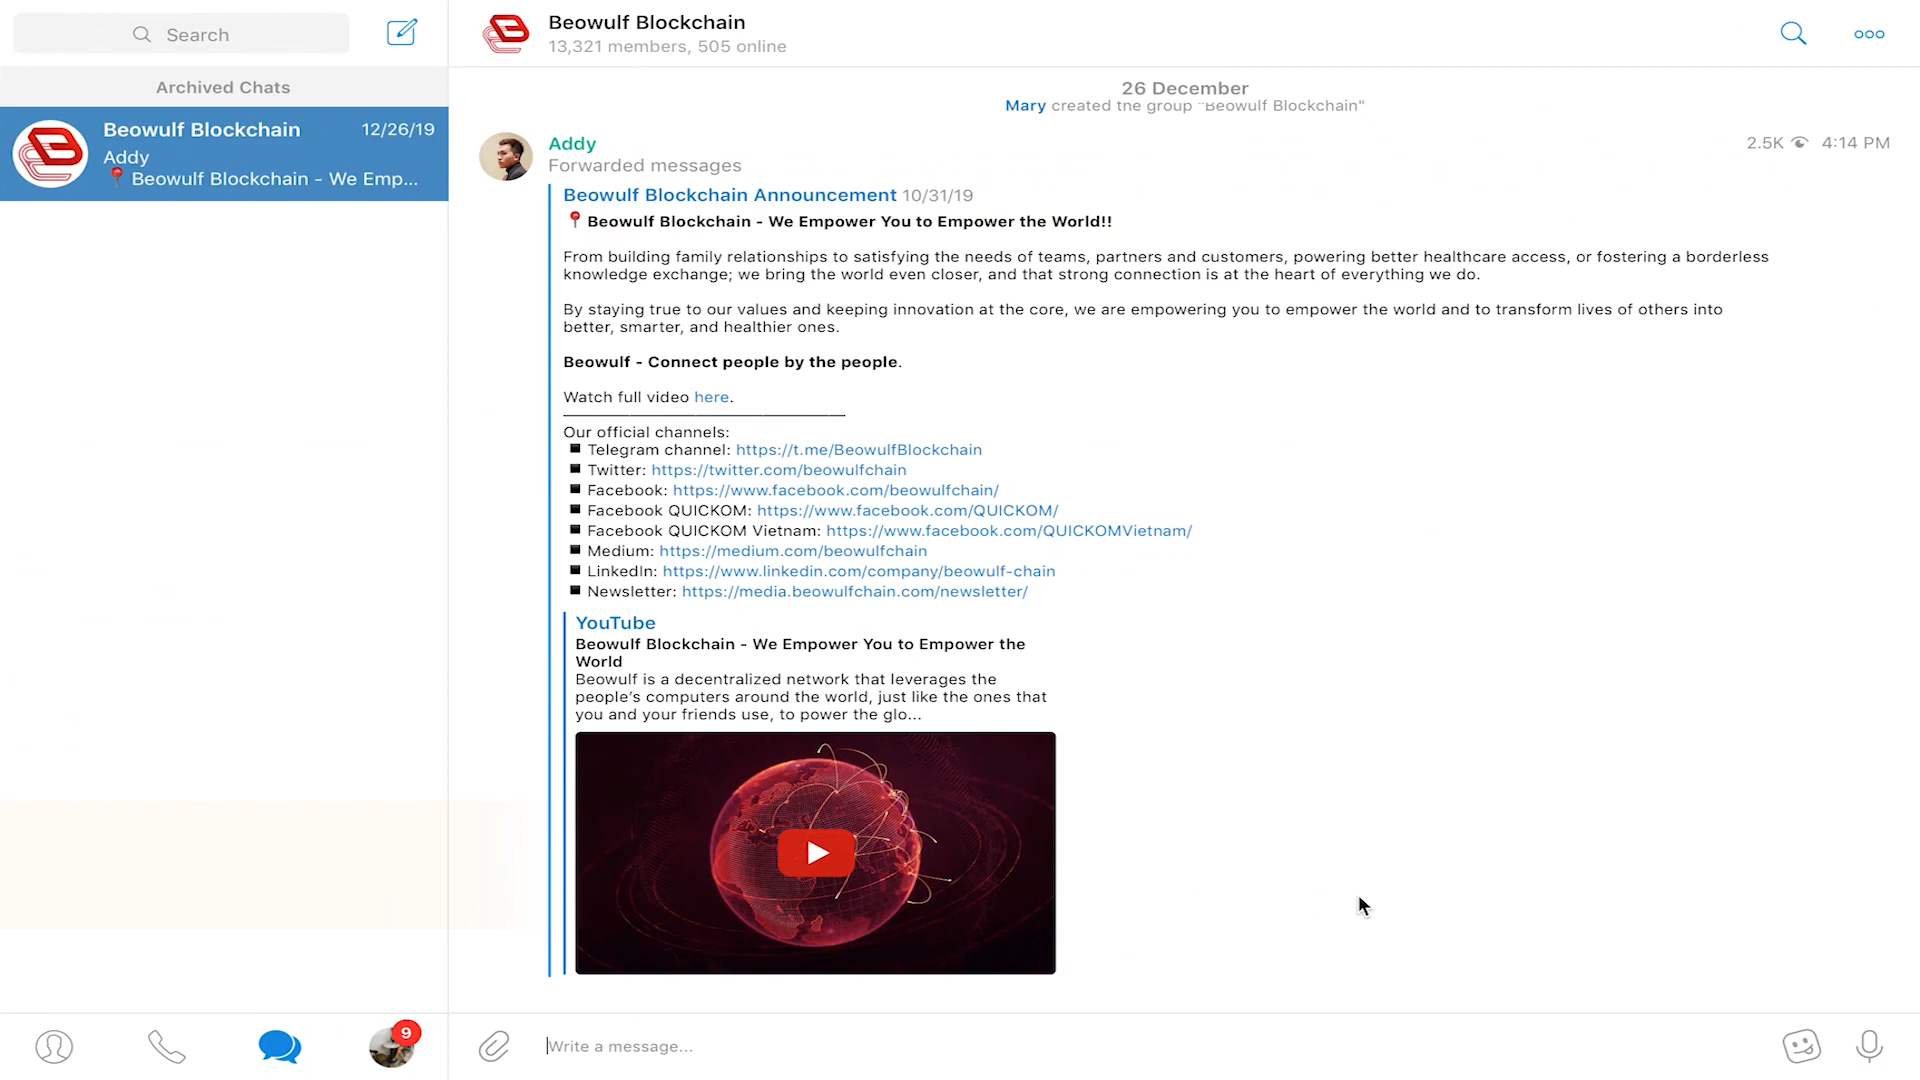 Search
Archived Chats
Beowulf Blockchain 12/26/19
Addy
📍 Beowulf Blockchain - We Emp...
9
Beowulf Blockchain
13,321 members, 505 online
26 December
Mary created the group "Beowulf Blockchain"
Addy 2.5K 4:14 PM
Forwarded messages
Beowulf Blockchain Announcement 10/31/19
📍 Beowulf Blockchain - We Empower You to Empower the World!!
From building family relationships to satisfying the needs of teams, partners and customers, powering better healthcare access, or fostering a borderless
knowledge exchange; we bring the world even closer, and that strong connection is at the heart of everything we do.
By staying true to our values and keeping innovation at the core, we are empowering you to empower the world and to transform lives of others into
better, smarter, and healthier ones.
Beowulf - Connect people by the people.
Watch full video here.
Our official channels:
◾ Telegram channel: https://t.me/BeowulfBlockchain
◾ Twitter: https://twitter.com/beowulfchain
◾ Facebook: https://www.facebook.com/beowulfchain/
◾ Facebook QUICKOM: https://www.facebook.com/QUICKOM/
◾ Facebook QUICKOM Vietnam: https://www.facebook.com/QUICKOMVietnam/
◾ Medium: https://medium.com/beowulfchain
◾ LinkedIn: https://www.linkedin.com/company/beowulf-chain
◾ Newsletter: https://media.beowulfchain.com/newsletter/
YouTube
Beowulf Blockchain - We Empower You to Empower the
World
Beowulf is a decentralized network that leverages the
people's computers around the world, just like the ones that
you and your friends use, to power the glo...
Write a message...